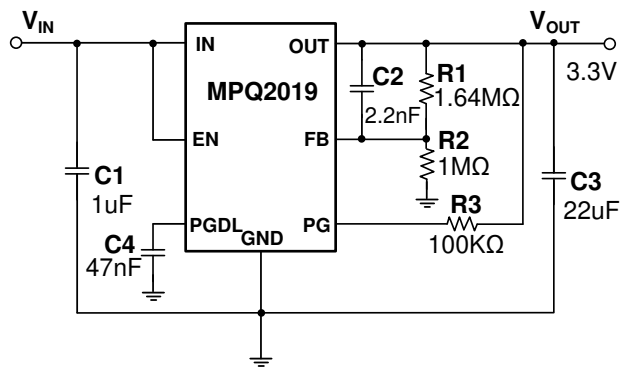 VIN
VOUT
IN
OUT
C2
R1
MPQ2019
3.3V
2.2nF
1.64MΩ
R2
EN
FB
1MΩ
C1
C3
1uF
R3
22uF
PGDL
PG
C4
GND
100KΩ
47nF